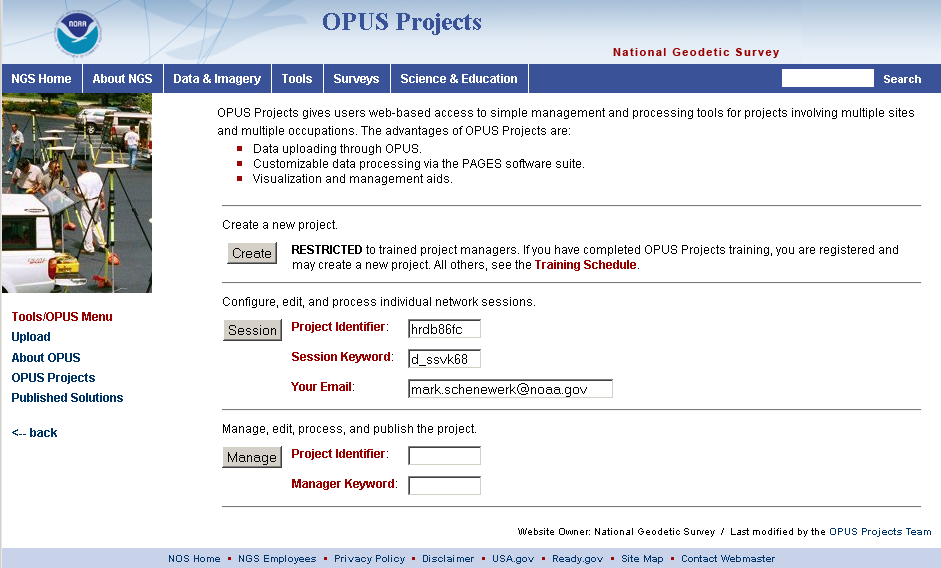 NOAA
OPUS Projects
National Geodetic Survey
NGS Home About NGS Data & Imagery Tools Surveys Science & Education Search
OPUS Projects gives users web-based access to simple management and processing tools for projects involving multiple sites
and multiple occupations. The advantages of OPUS Projects are:
Data uploading through OPUS.
Customizable data processing via the PAGES software suite.
Visualization and management aids.
Create a new project.
Create RESTRICTED to trained project managers. If you have completed OPUS Projects training, you are registered and
may create a new project. All others, see the Training Schedule.
Configure, edit, and process individual network sessions.
Session Project Identifier: hrdb86fc
Session Keyword: d_ssvk68
Your Email: mark.schenewerk@noaa.gov
Manage, edit, process, and publish the project.
Manage Project Identifier:
Manager Keyword:
Tools/OPUS Menu
Upload
About OPUS
OPUS Projects
Published Solutions
<-- back
Website Owner: National Geodetic Survey / Last modified by the OPUS Projects Team
NOS Home ▪ NGS Employees ▪ Privacy Policy ▪ Disclaimer ▪ USA.gov ▪ Ready.gov ▪ Site Map ▪ Contact Webmaster